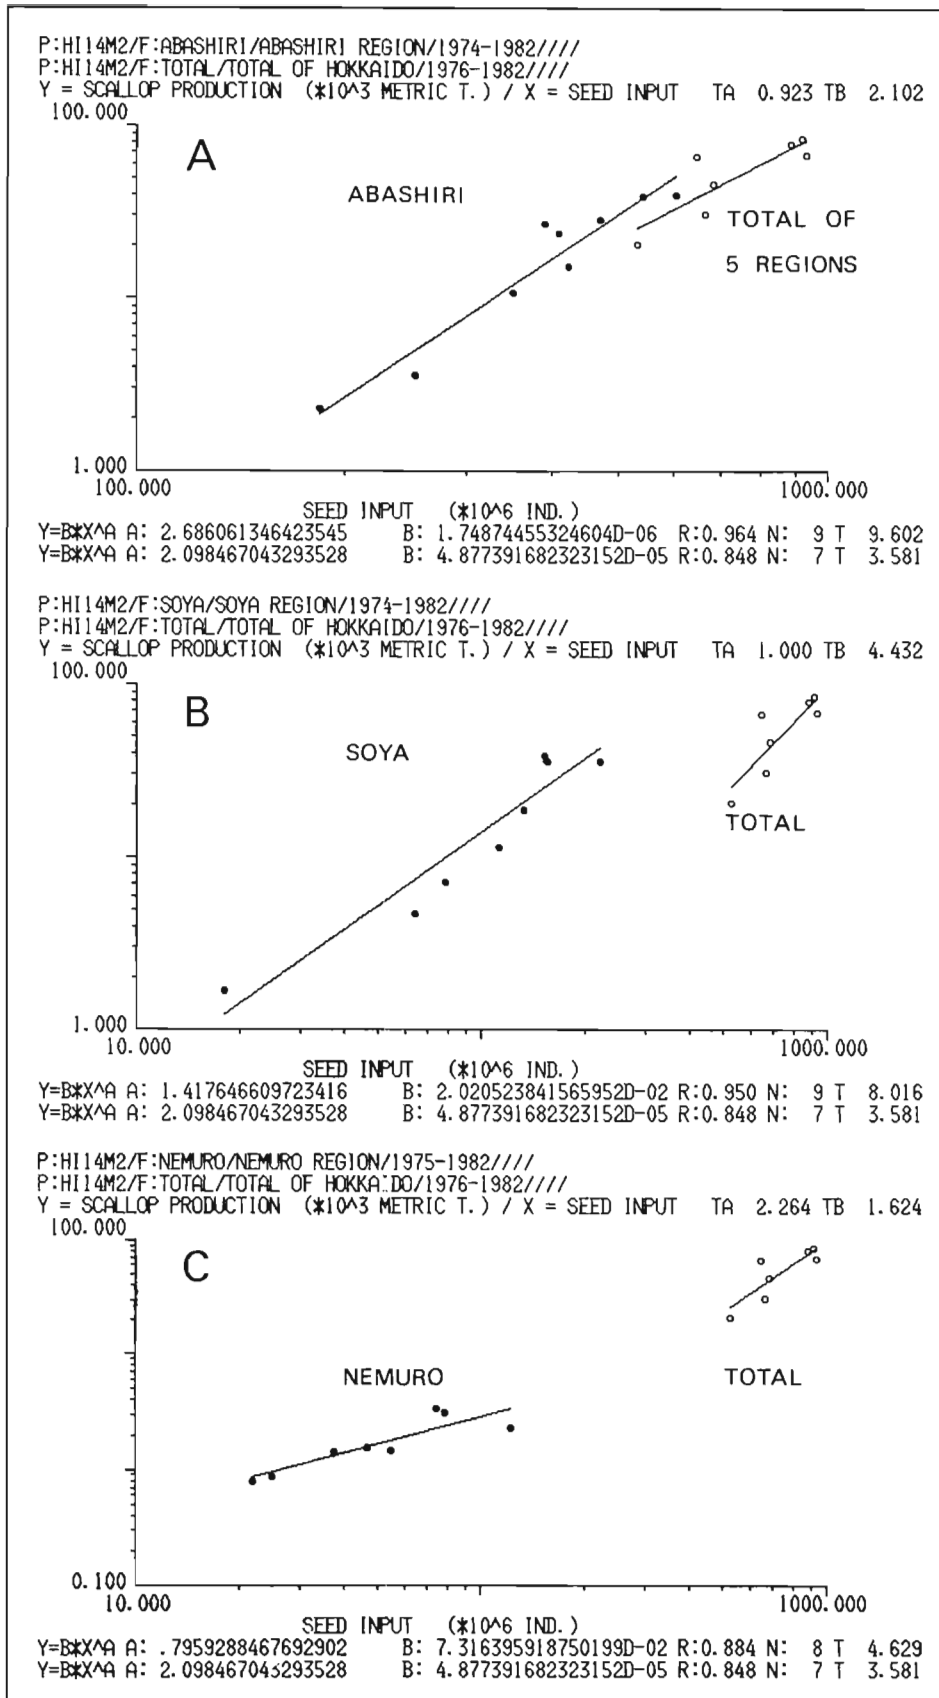 P:HI14M2/F:ABASHIRI/ABASHIRI REGION/1974-1982////
P:HI14M2/F:TOTAL/TOTAL OF HOKKAIDO/1976-1982////
Y = SCALLOP PRODUCTION (*10^3 METRIC T.) / X = SEED INPUT TA 0.923 TB 2.102
100.000
A
ABASHIRI
TOTAL OF
5 REGIONS
1.000
100.000 1000.000
SEED INPUT (*10^6 IND.)
Y=B*X^A A: 2.686061346423545 B: 1.74874455324604D-06 R:0.964 N: 9 T 9.602
Y=B*X^A A: 2.098467043293528 B: 4.877391682323152D-05 R:0.848 N: 7 T 3.581
P:HI14M2/F:SOYA/SOYA REGION/1974-1982////
P:HI14M2/F:TOTAL/TOTAL OF HOKKAIDO/1976-1982////
Y = SCALLOP PRODUCTION (*10^3 METRIC T.) / X = SEED INPUT TA 1.000 TB 4.432
100.000
B
SOYA
TOTAL
1.000
10.000 1000.000
SEED INPUT (*10^6 IND.)
Y=B*X^A A: 1.417646609723416 B: 2.020523841565952D-02 R:0.950 N: 9 T 8.016
Y=B*X^A A: 2.098467043293528 B: 4.877391682323152D-05 R:0.848 N: 7 T 3.581
P:HI14M2/F:NEMURO/NEMURO REGION/1975-1982////
P:HI14M2/F:TOTAL/TOTAL OF HOKKAIDO/1976-1982////
Y = SCALLOP PRODUCTION (*10^3 METRIC T.) / X = SEED INPUT TA 2.264 TB 1.624
100.000
C
NEMURO TOTAL
0.100
10.000 1000.000
SEED INPUT (*10^6 IND.)
Y=B*X^A A: .7959288467692902 B: 7.316395918750199D-02 R:0.884 N: 8 T 4.629
Y=B*X^A A: 2.098467043293528 B: 4.877391682323152D-05 R:0.848 N: 7 T 3.581